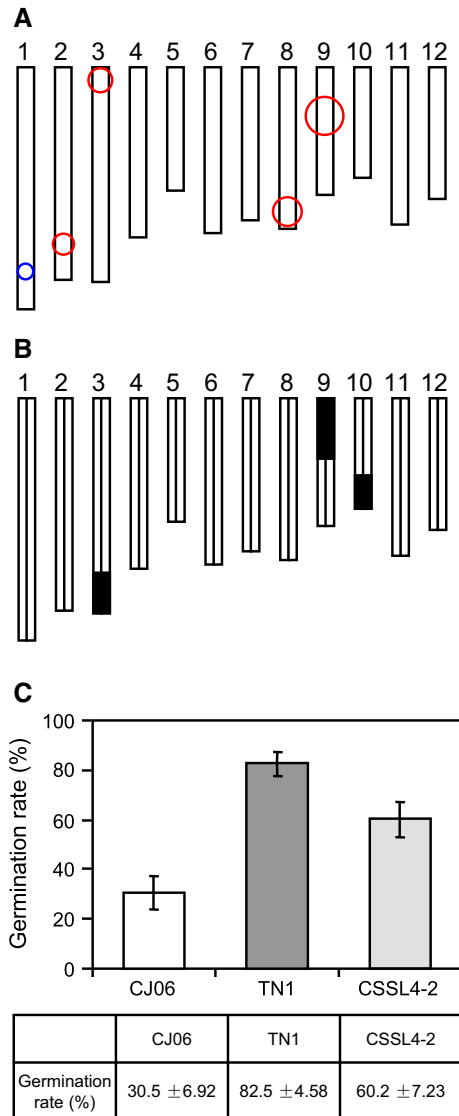 A
1 2 3 4 5 6 7 8 9 10 11 12
B
1 2 3 4 5 6 7 8 9 10 11 12
C
Germination rate (%)
100
80
60
40
20
0
CJ06 TN1 CSSL4-2
CJ06 TN1 CSSL4-2
Germination rate (%) 30.5 ±6.92 82.5 ±4.58 60.2 ±7.23